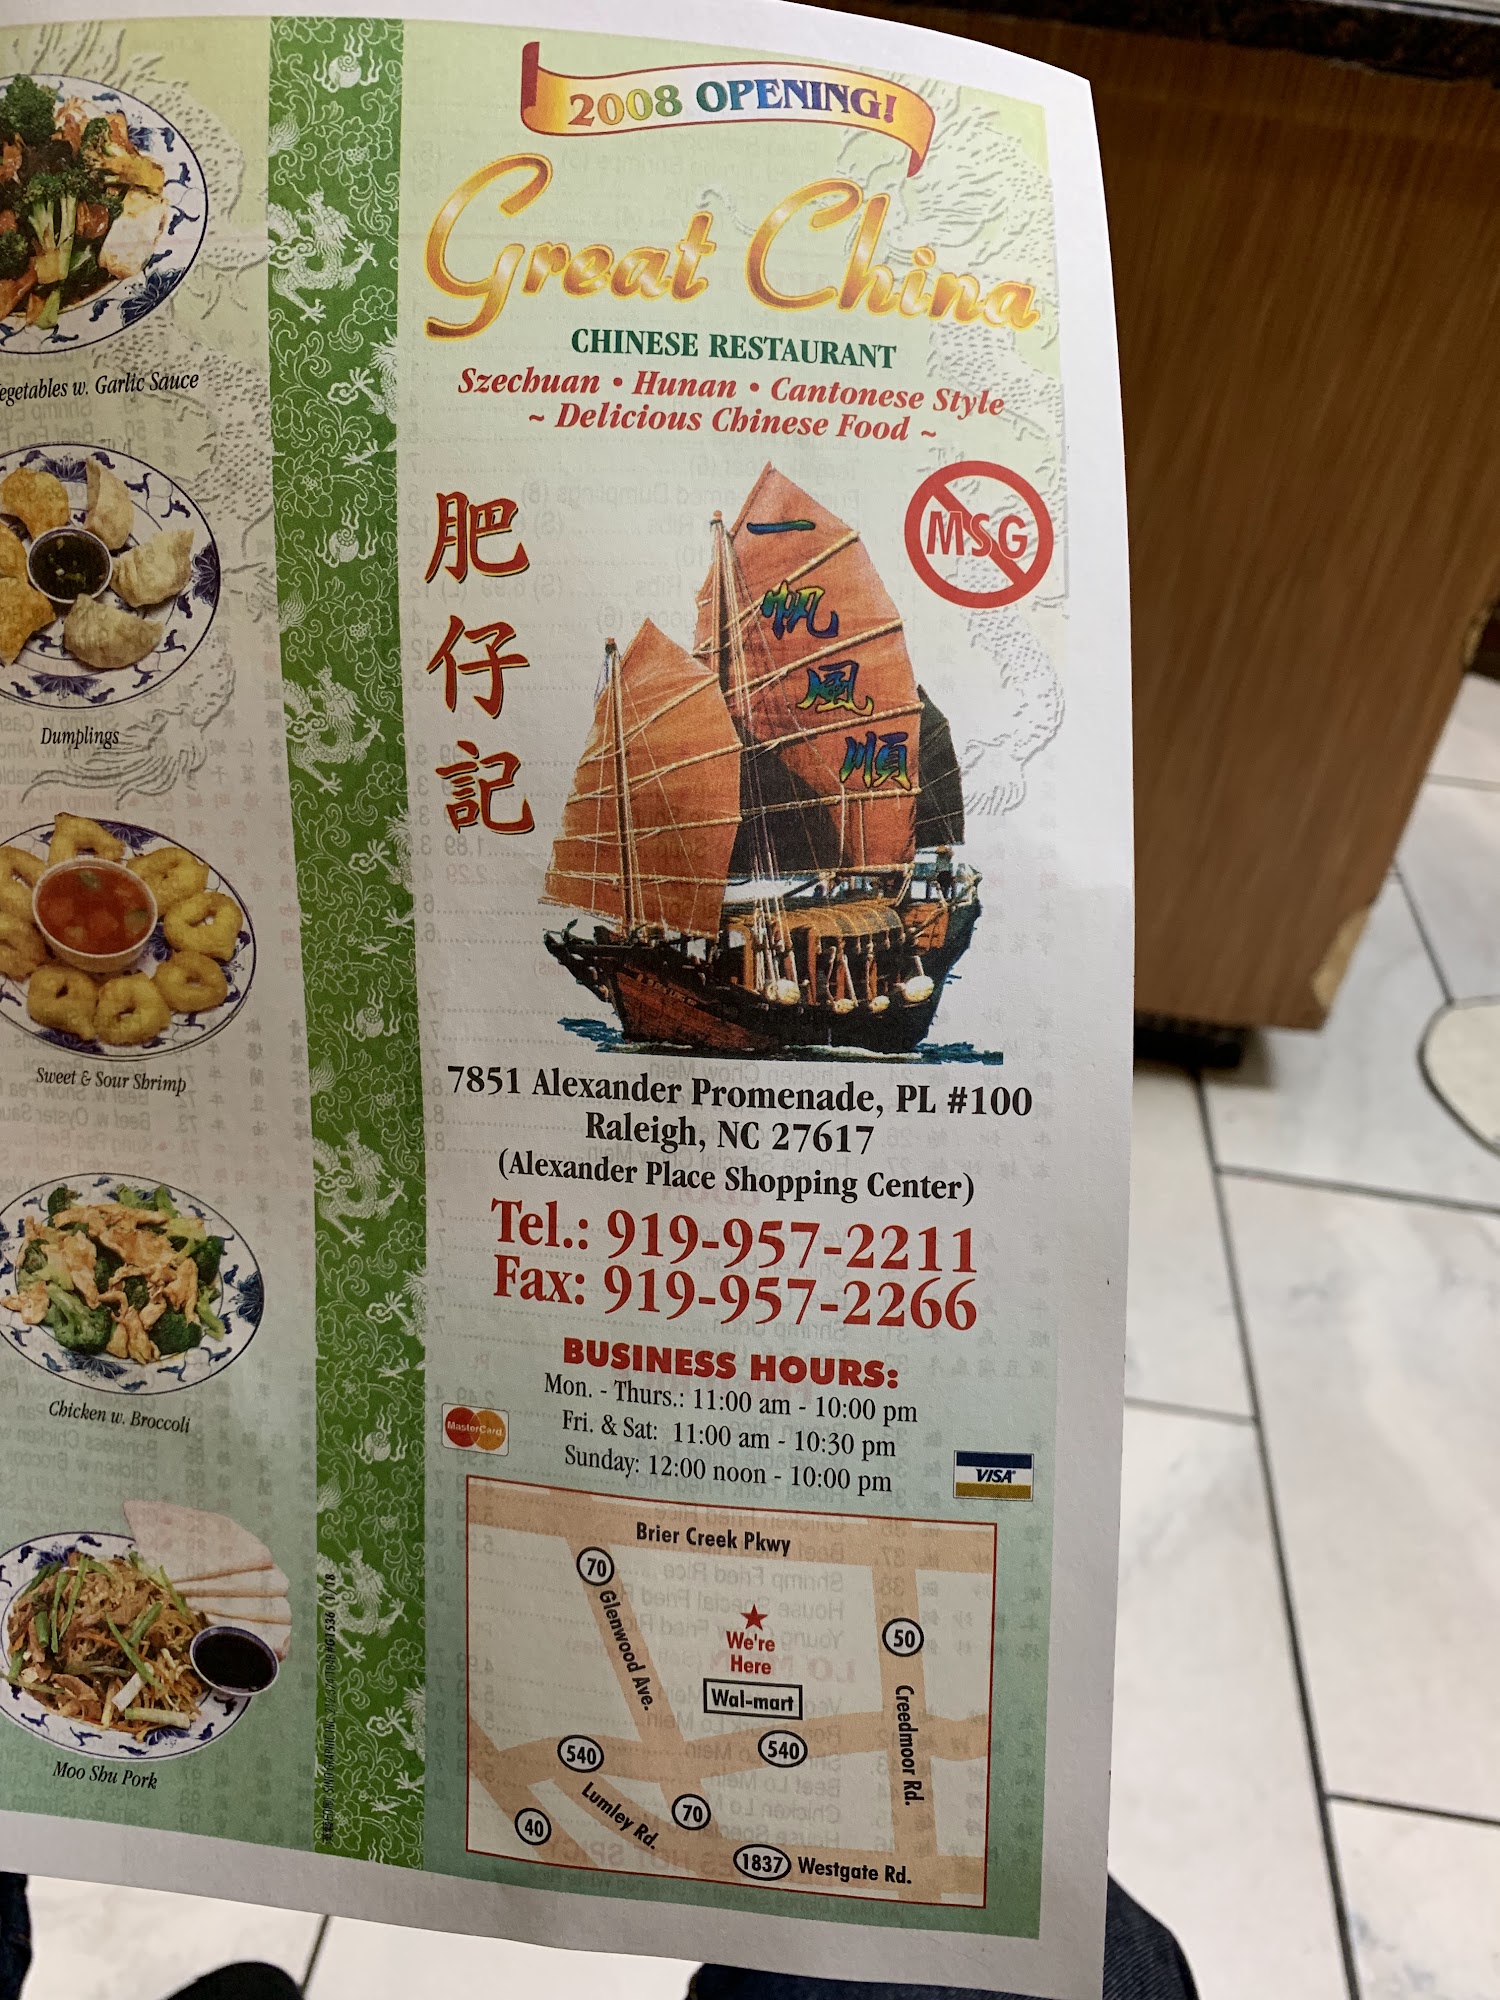 2008 OPENING!
Great China
CHINESE RESTAURANT
Szechuan • Hunan • Cantonese Style
~ Delicious Chinese Food ~
肥仔記
一帆風順
MSG
7851 Alexander Promenade, PL #100
Raleigh, NC 27617
(Alexander Place Shopping Center)
Tel.: 919-957-2211
Fax: 919-957-2266
BUSINESS HOURS:
Mon. - Thurs.: 11:00 am - 10:00 pm
Fri. & Sat: 11:00 am - 10:30 pm
Sunday: 12:00 noon - 10:00 pm
MasterCard
VISA
Brier Creek Pkwy
70
Glenwood Ave.
We're
Here
Wal-mart
50
Creedmoor Rd.
540
540
Lumley Rd.
70
40
1837 Westgate Rd.
egetables w. Garlic Sauce
Dumplings
Sweet & Sour Shrimp
Chicken w. Broccoli
Moo Shu Pork